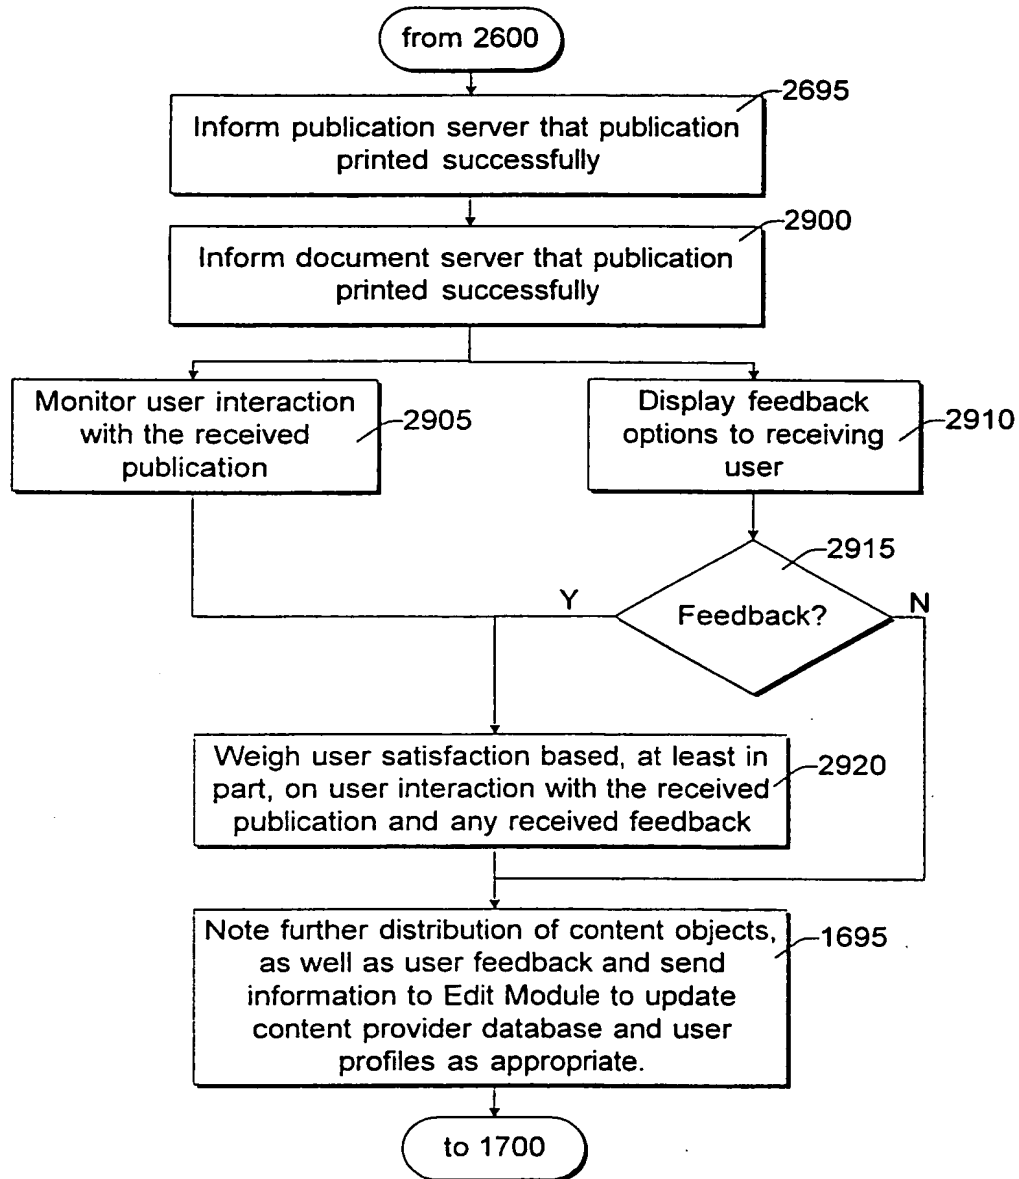 from 2600
2695
Inform publication server that publication
printed successfully
2900
Inform document server that publication
printed successfully
Monitor user interaction
with the received
publication
2905
Display feedback
options to receiving
user
2910
2915
Feedback?
Y
N
Weigh user satisfaction based, at least in
part, on user interaction with the received
publication and any received feedback
2920
Note further distribution of content objects,
as well as user feedback and send
information to Edit Module to update
content provider database and user
profiles as appropriate.
1695
to 1700